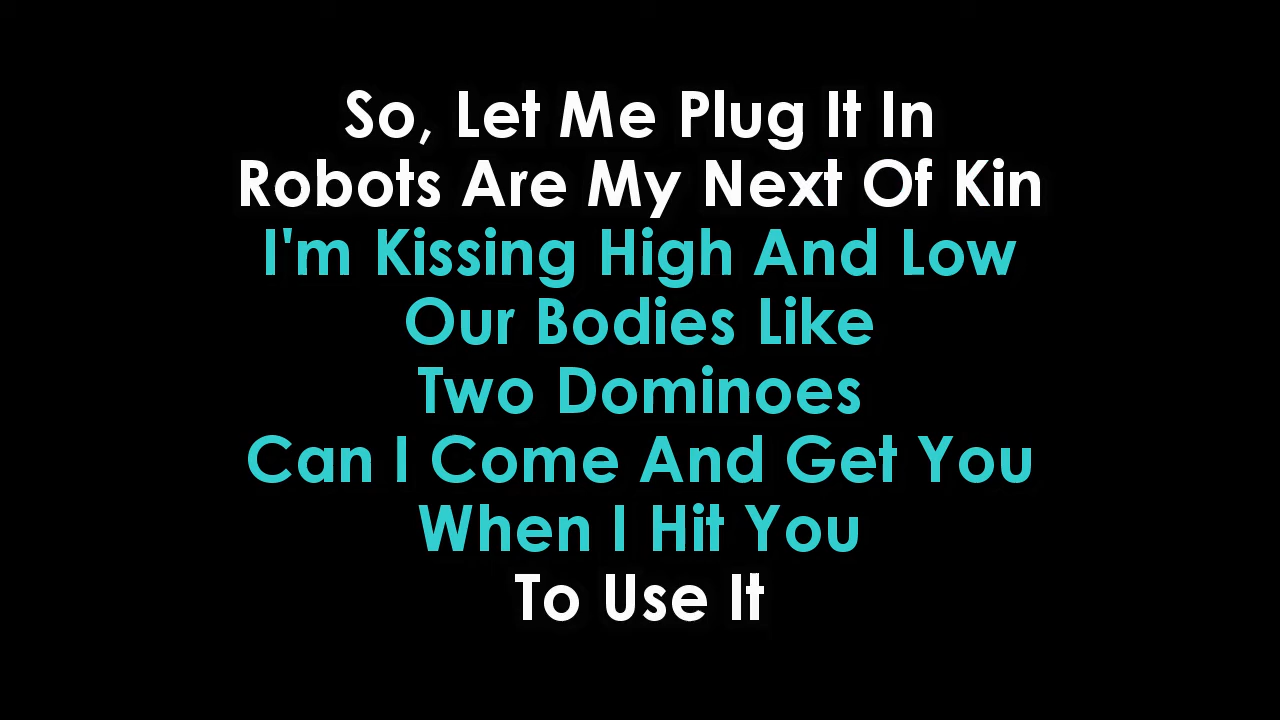 So, Let Me Plug It In
Robots Are My Next Of Kin
I'm Kissing High And Low
Our Bodies Like
Two Dominoes
Can I Come And Get You
When I Hit You
To Use It